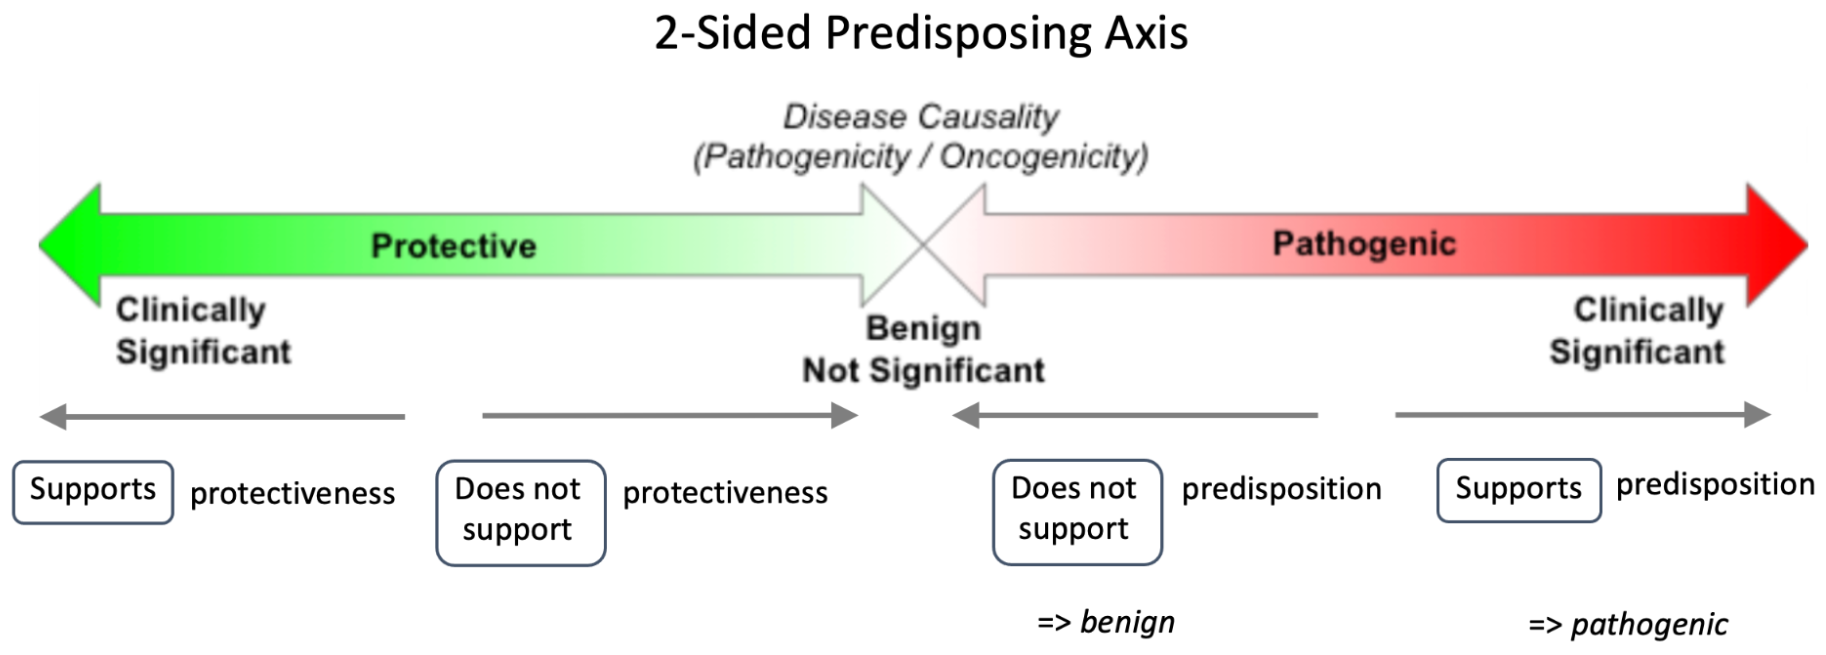 2-Sided Predisposing Axis
Disease Causality
(Pathogenicity / Oncogenicity)
Protective
Pathogenic
Clinically
Significant
Benign
Not Significant
Clinically
Significant
Supports
protectiveness
Does not
support
protectiveness
Does not
support
predisposition
Supports
predisposition
=> benign
=> pathogenic